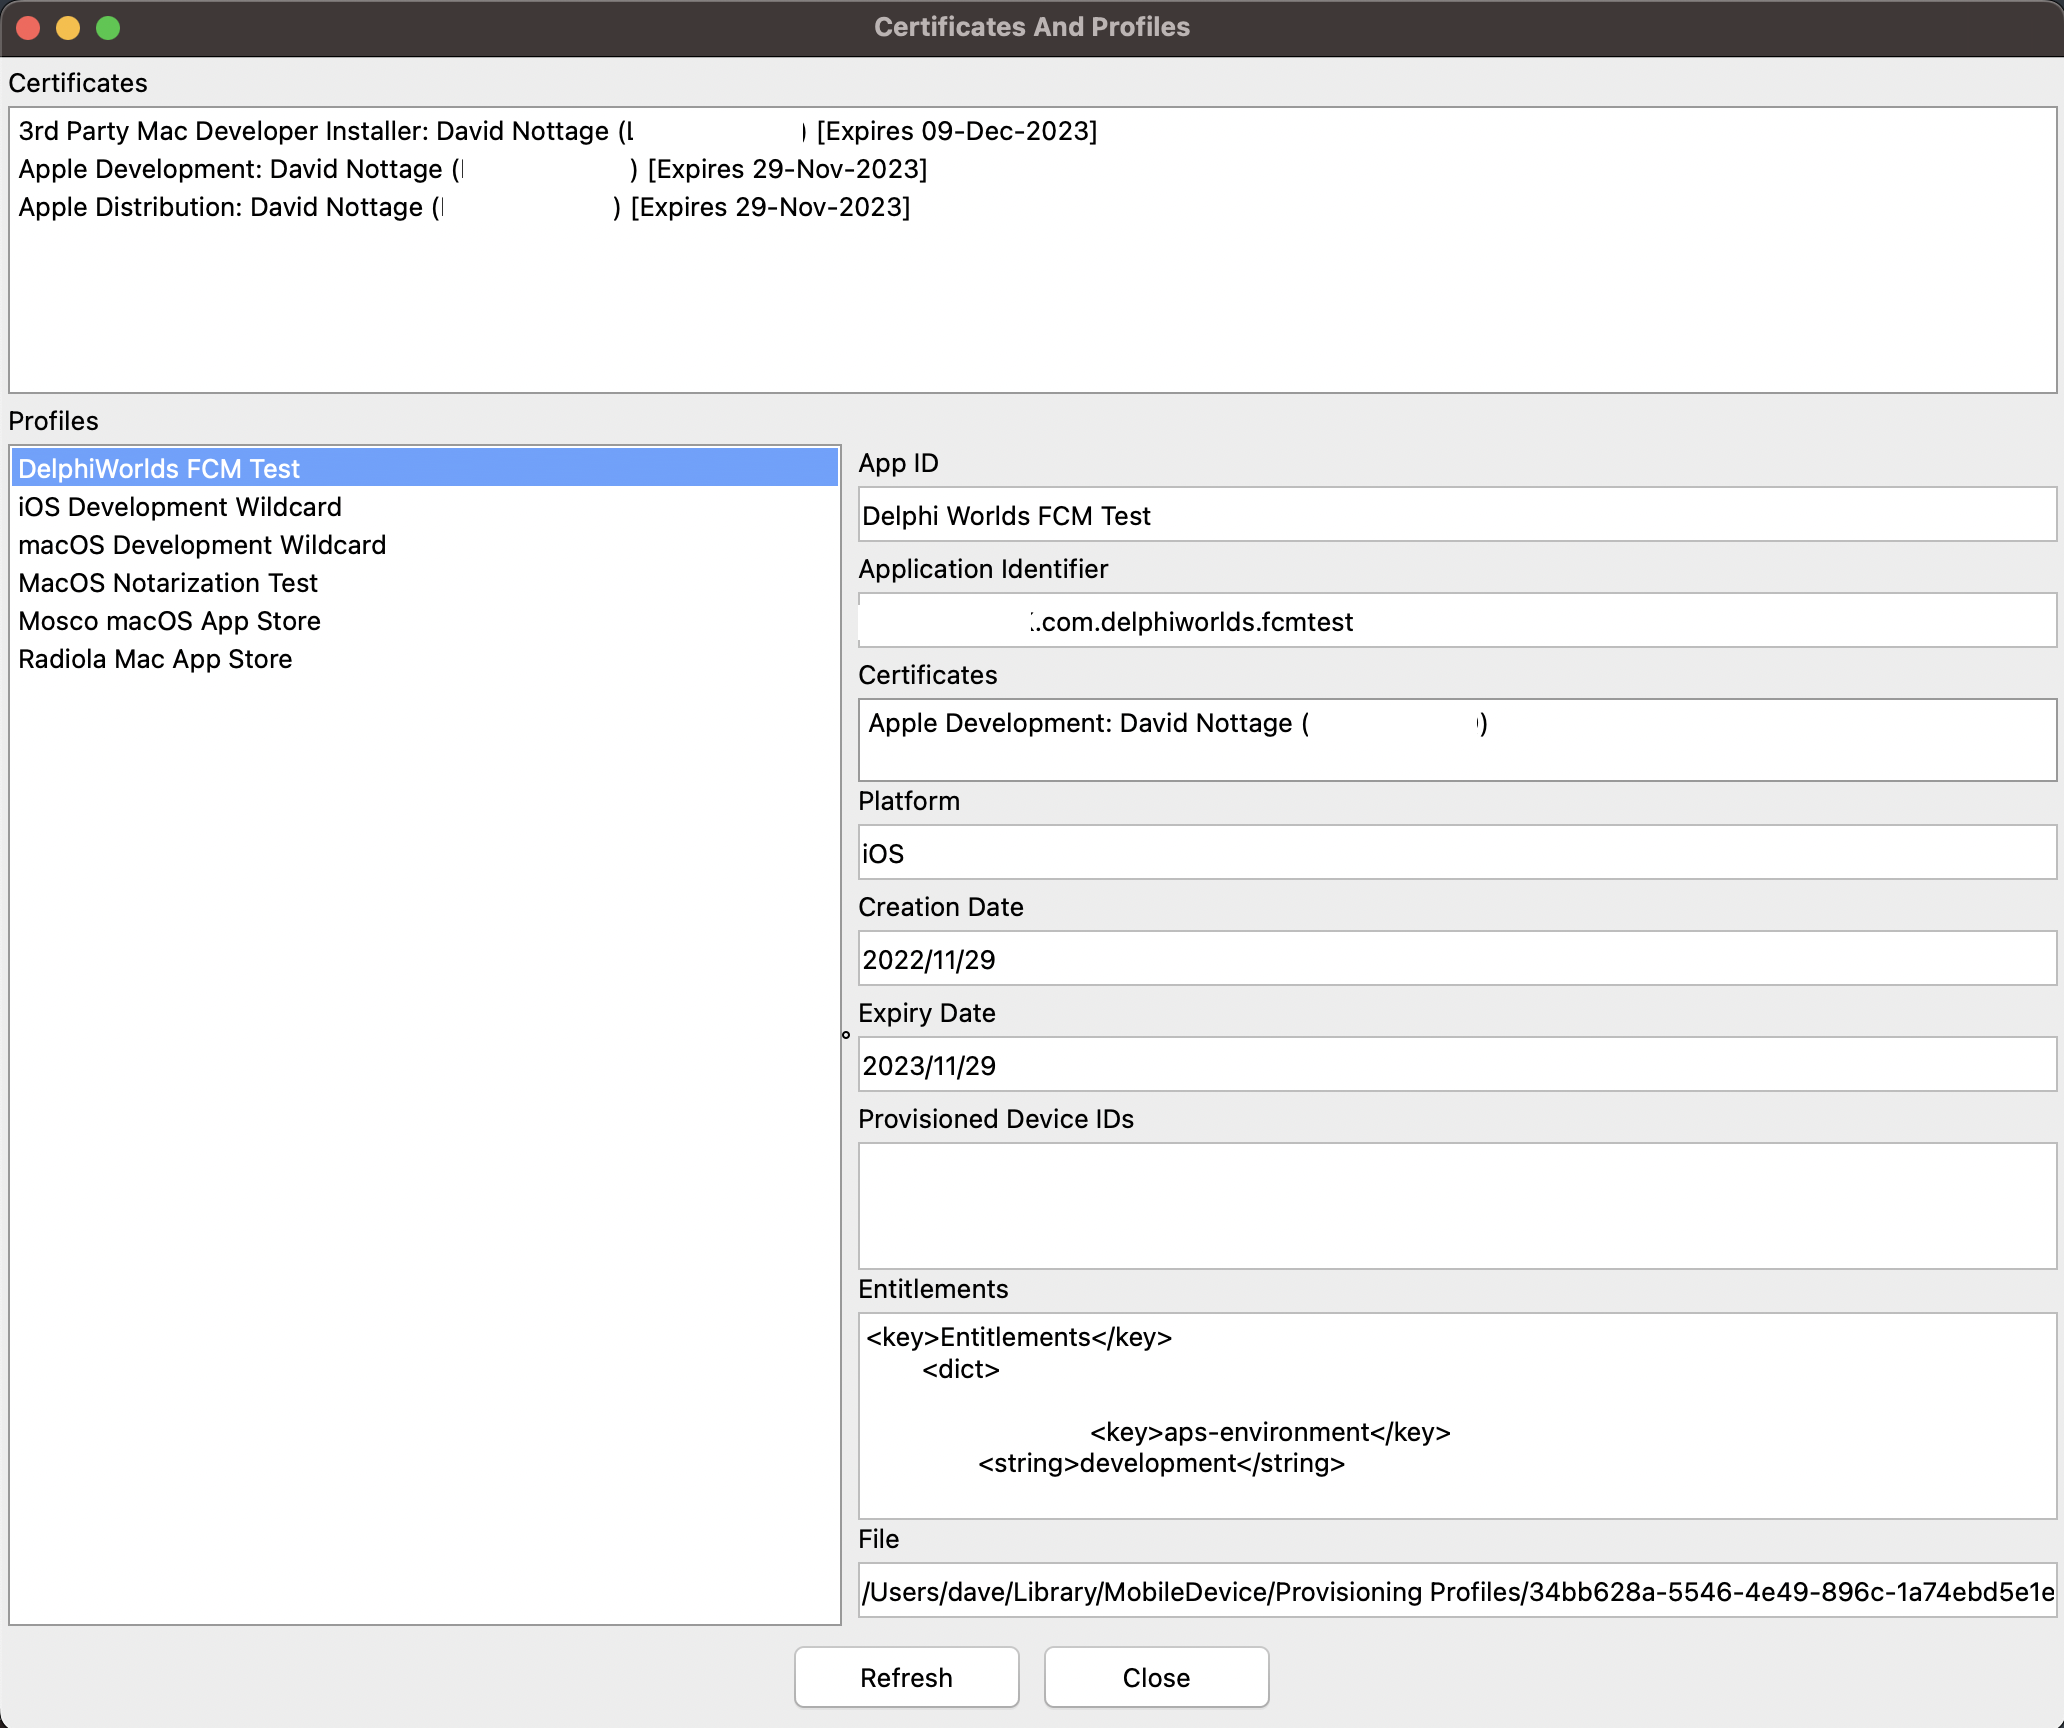 Certificates And Profiles
Certificates
3rd Party Mac Developer Installer: David Nottage ( ) [Expires 09-Dec-2023]
Apple Development: David Nottage ( ) [Expires 29-Nov-2023]
Apple Distribution: David Nottage ( ) [Expires 29-Nov-2023]
Profiles
DelphiWorlds FCM Test
iOS Development Wildcard
macOS Development Wildcard
MacOS Notarization Test
Mosco macOS App Store
Radiola Mac App Store
App ID
Delphi Worlds FCM Test
Application Identifier
.com.delphiworlds.fcmtest
Certificates
Apple Development: David Nottage ( )
Platform
iOS
Creation Date
2022/11/29
Expiry Date
2023/11/29
Provisioned Device IDs
Entitlements
<key>Entitlements</key>
<dict>
<key>aps-environment</key>
<string>development</string>
File
/Users/dave/Library/MobileDevice/Provisioning Profiles/34bb628a-5546-4e49-896c-1a74ebd5e1e
Refresh
Close